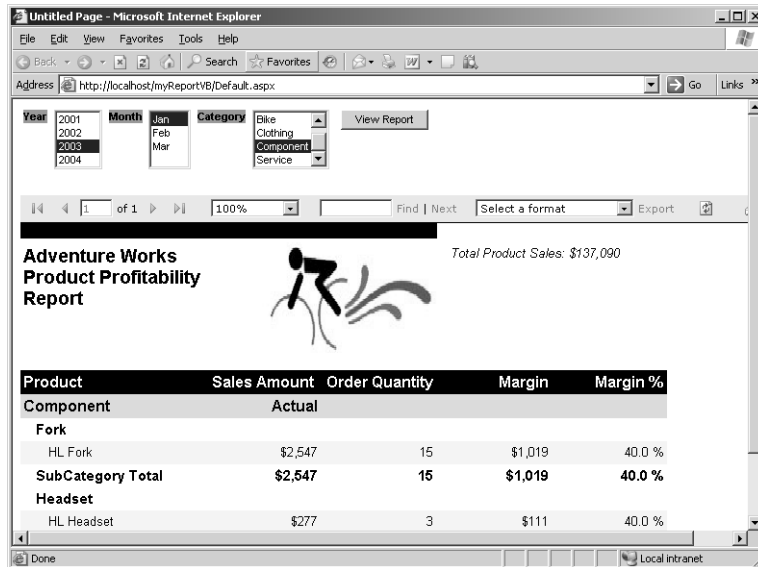 Untitled Page - Microsoft Internet Explorer
File Edit View Favorites Tools Help
Back Search Favorites
Address http://localhost/myReportVB/Default.aspx Go Links »
Year 2001 Month Jan Category Bike View Report
2002 Feb Clothing
2003 Mar Component
2004 Service
1 of 1 100% Find | Next Select a format Export
Adventure Works Total Product Sales: $137,090
Product Profitability
Report
Product Sales Amount Order Quantity Margin Margin %
Component Actual
Fork
HL Fork $2,547 15 $1,019 40.0 %
SubCategory Total $2,547 15 $1,019 40.0 %
Headset
HL Headset $277 3 $111 40.0 %
Done Local intranet